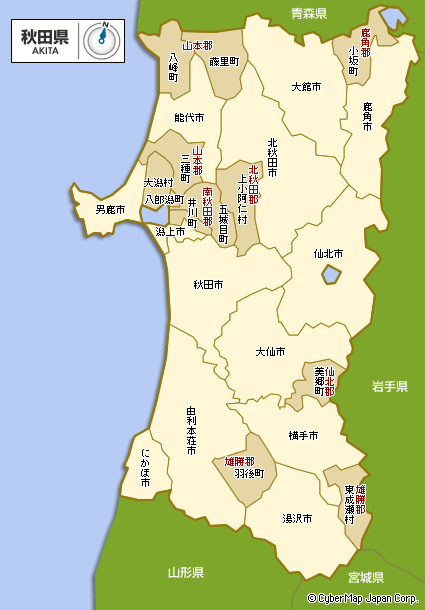 秋田県
AKITA
青森県
山本郡
八峰町
藤里町
鹿角郡
小坂町
大館市
鹿角市
能代市
北秋田市
山本郡
三種町
大潟村
八郎潟町
北秋田郡
上小阿仁村
男鹿市
井川町
南秋田郡
五城目町
潟上市
仙北市
秋田市
大仙市
仙北郡
美郷町
岩手県
由利本荘市
横手市
にかほ市
雄勝郡
羽後町
雄勝郡
東成瀬村
湯沢市
山形県
宮城県
© CyberMap Japan Corp.